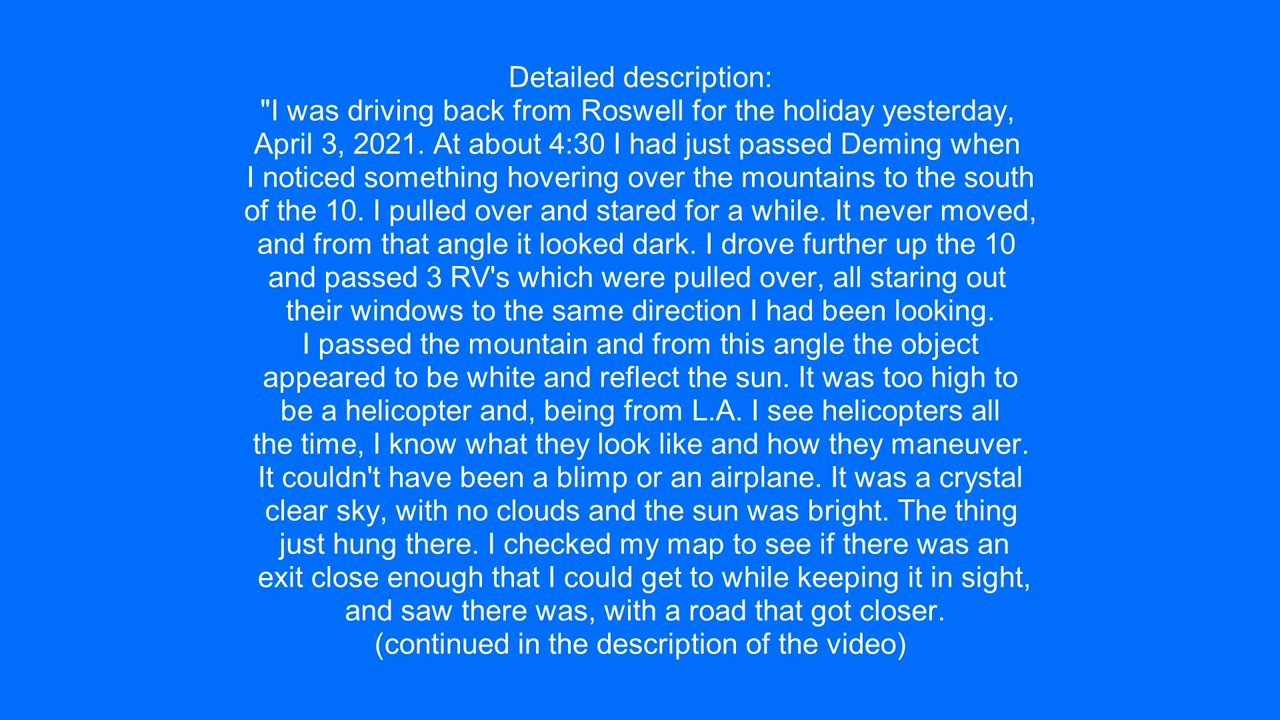 Detailed description:
"I was driving back from Roswell for the holiday yesterday,
April 3, 2021. At about 4:30 I had just passed Deming when
I noticed something hovering over the mountains to the south
of the 10. I pulled over and stared for a while. It never moved,
and from that angle it looked dark. I drove further up the 10
and passed 3 RV's which were pulled over, all staring out
their windows to the same direction I had been looking.
I passed the mountain and from this angle the object
appeared to be white and reflect the sun. It was too high to
be a helicopter and, being from L.A. I see helicopters all
the time, I know what they look like and how they maneuver.
It couldn't have been a blimp or an airplane. It was a crystal
clear sky, with no clouds and the sun was bright. The thing
just hung there. I checked my map to see if there was an
exit close enough that I could get to while keeping it in sight,
and saw there was, with a road that got closer.
(continued in the description of the video)